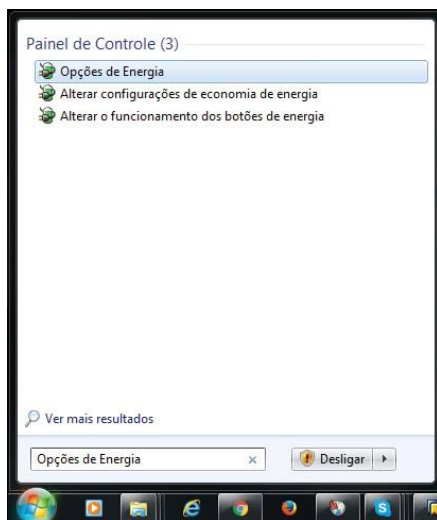 Painel de Controle (3)
Opções de Energia
Alterar configurações de economia de energia
Alterar o funcionamento dos botões de energia
Ver mais resultados
Opções de Energia
Desligar